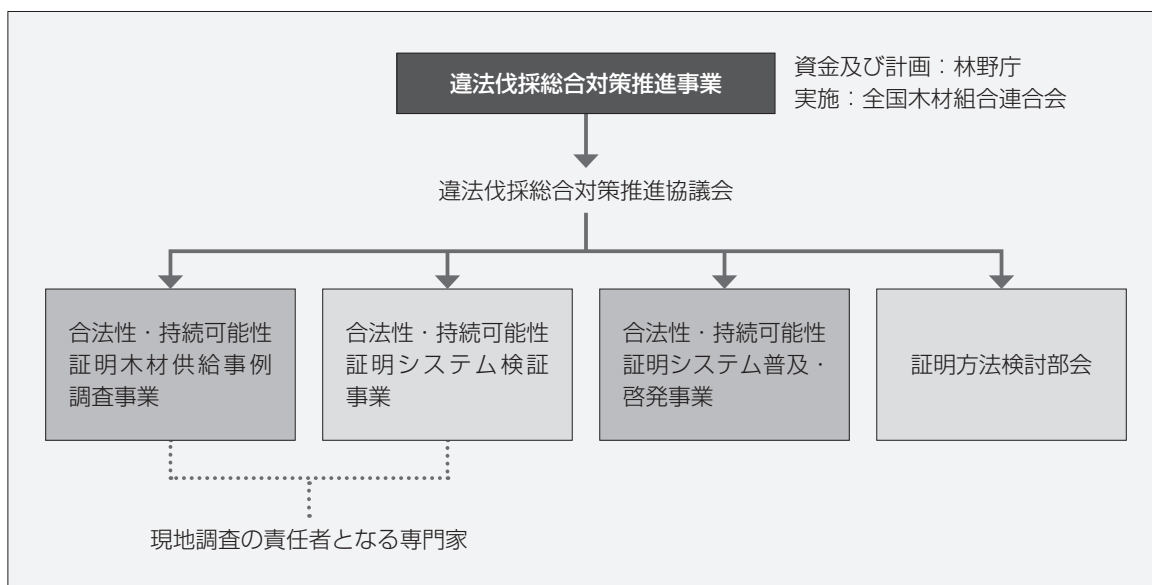 違法伐採総合対策推進事業
資金及び計画：林野庁
実施：全国木材組合連合会
違法伐採総合対策推進協議会
合法性・持続可能性
証明木材供給事例
調査事業
合法性・持続可能性
証明システム検証
事業
合法性・持続可能性
証明システム普及・
啓発事業
証明方法検討部会
現地調査の責任者となる専門家